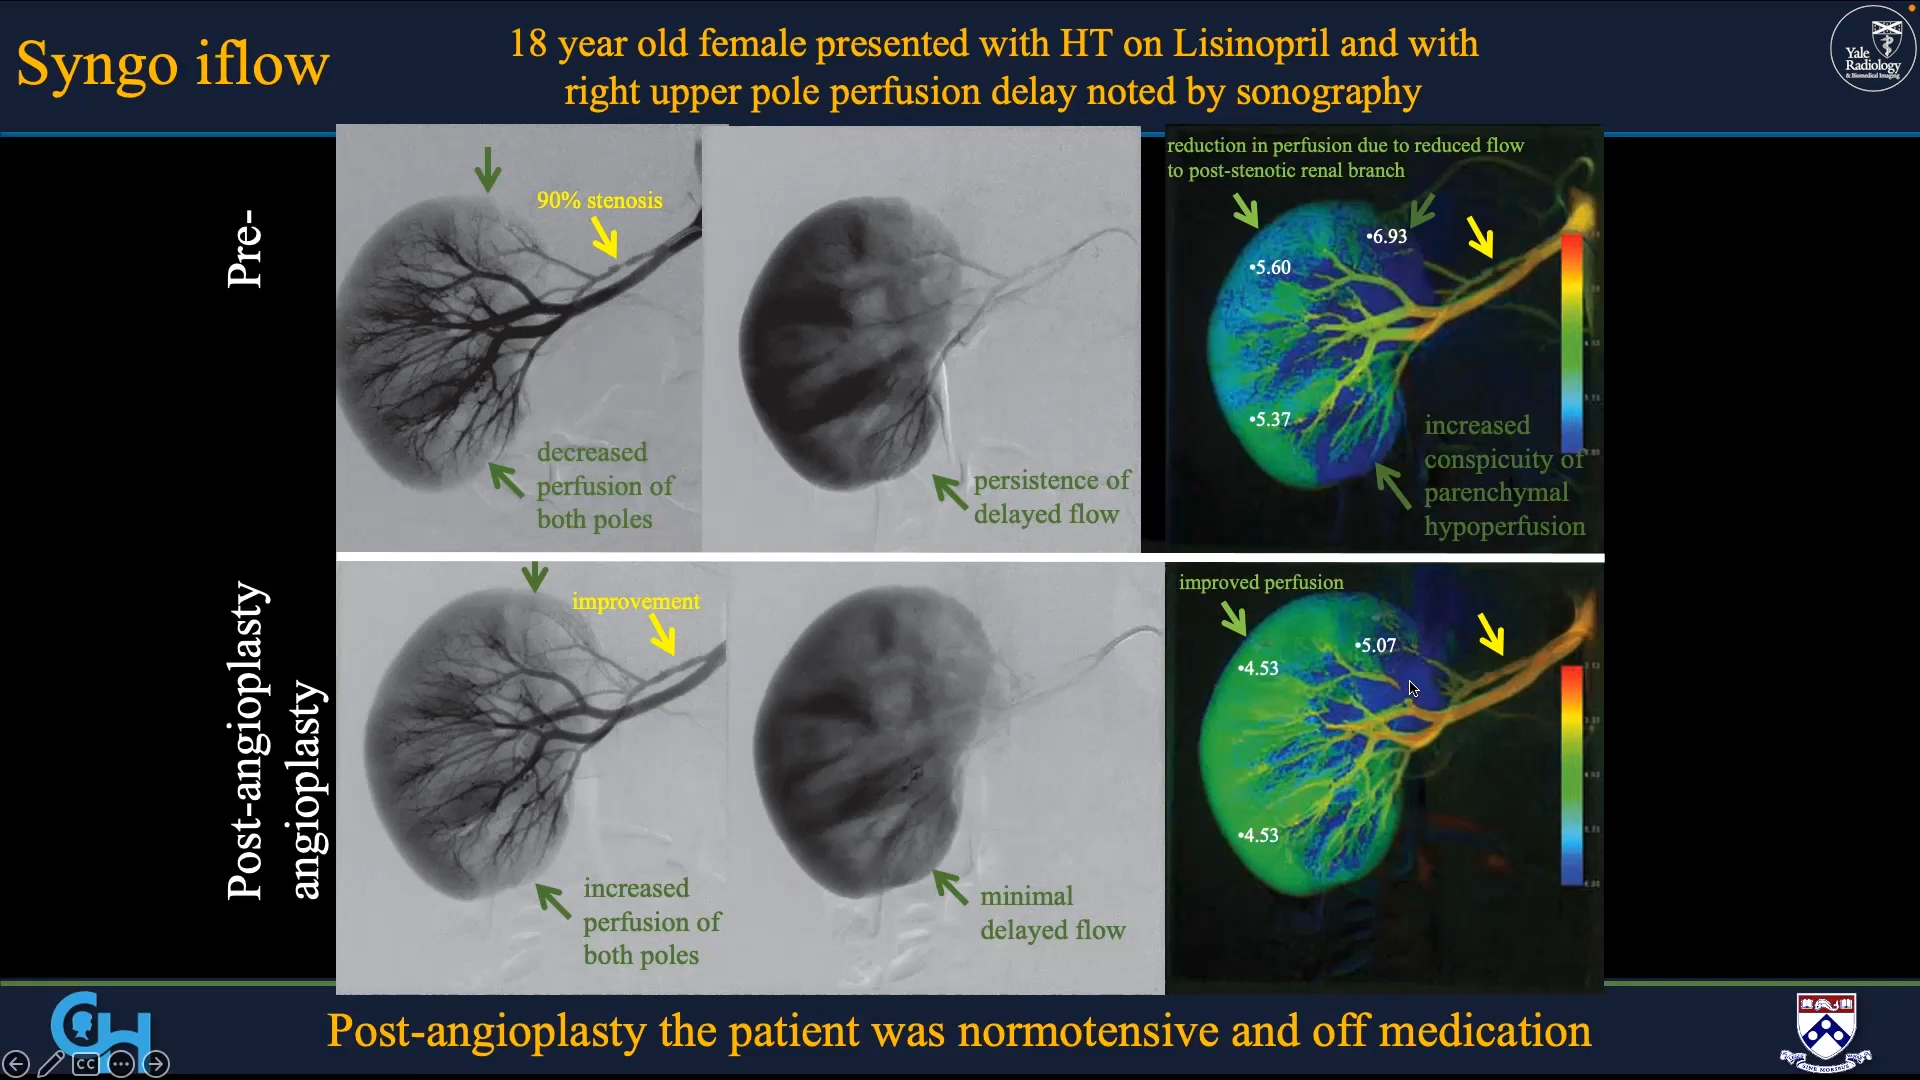 Syngo iflow
18 year old female presented with HT on Lisinopril and with
right upper pole perfusion delay noted by sonography
Yale
Radiology
& Biomedical Imaging
Pre-
90% stenosis
decreased
perfusion of
both poles
persistence of
delayed flow
reduction in perfusion due to reduced flow
to post-stenotic renal branch
•6.93
•5.60
•5.37
increased
conspicuity of
parenchymal
hypoperfusion
Post-angioplasty
angioplasty
improvement
increased
perfusion of
both poles
minimal
delayed flow
improved perfusion
•5.07
•4.53
•4.53
CH
Post-angioplasty the patient was normotensive and off medication
CC